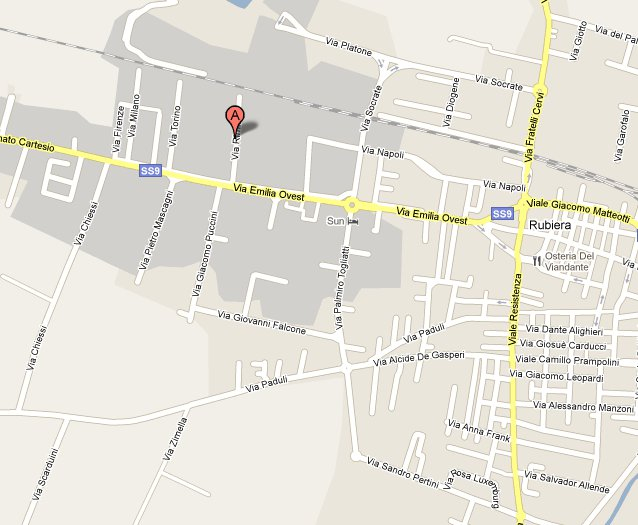 Via Platone
Via Giotto
Via del Pal
Via Socrate
Via Diogene
Via Socrate
Via Milano
Via Firenze
Via Torino
A
Via Fratelli Cervi
Via Garofalo
Via Napoli
Cartesio
SS9
Via Emilia Ovest
Via Napoli
Via Emilia Ovest
SS9
Viale Giacomo Matteotti
Sun
Rubiera
Via Chiessi
Via Pietro Mascagni
Via Giacomo Puccini
Osteria Del
Viandante
Via Palmiro Togliatti
Viale Resistenza
Via Chiessi
Via Giovanni Falcone
Via Paduli
Via Dante Alighieri
Via Giosuè Carducci
Via Alcide De Gasperi
Viale Camillo Prampolini
Via Giacomo Leopardi
Via Paduli
Via Alessandro Manzoni
Via Zimella
Via Anna Frank
Via Scarduini
Via Sandro Pertini
Rosa Luxemburg
Via Salvador Allende